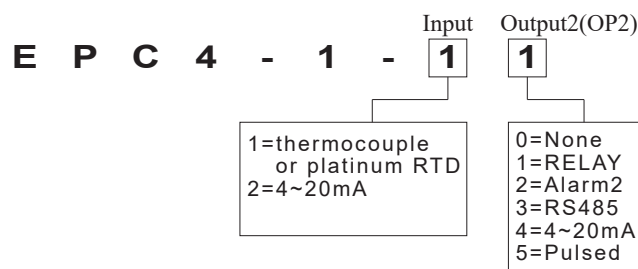 Input Output2(OP2)
E P C 4 - 1 - 1 1
1=thermocouple
or platinum RTD
2=4~20mA
0=None
1=RELAY
2=Alarm2
3=RS485
4=4~20mA
5=Pulsed